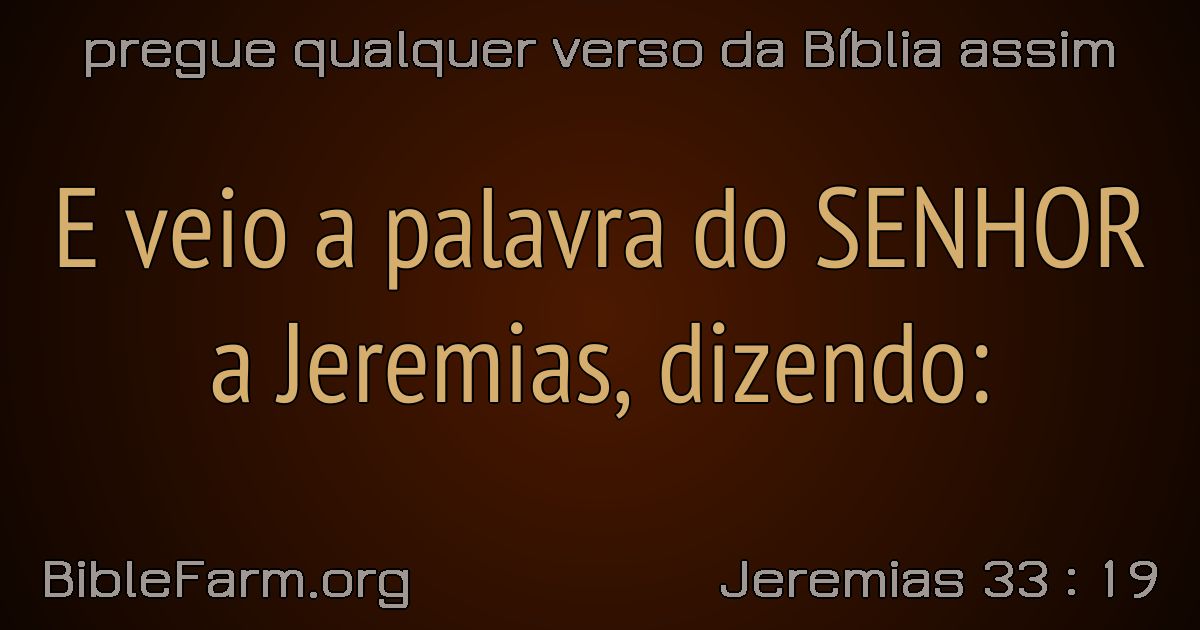 pregue qualquer verso da Bíblia assim
E veio a palavra do SENHOR
a Jeremias, dizendo:
BibleFarm.org
Jeremias 33 : 19